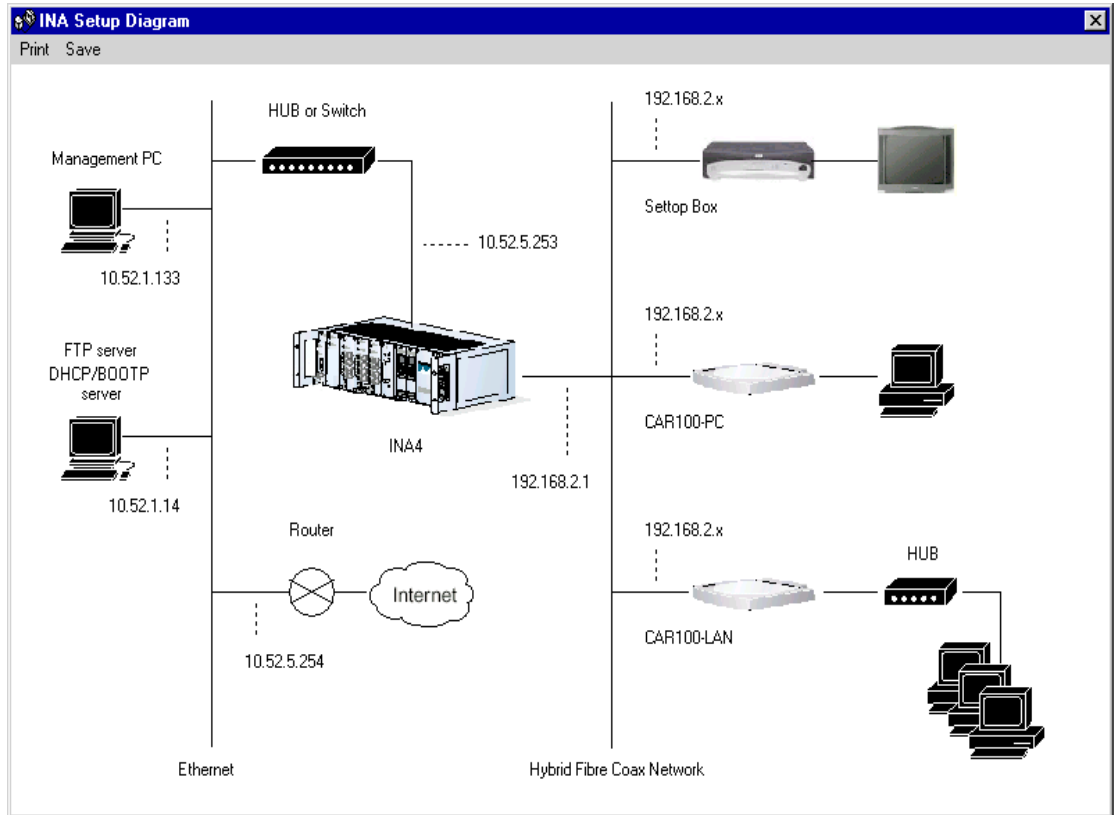 INA Setup Diagram
Print Save
192.168.2.x
HUB or Switch
Management PC
Settop Box
10.52.5.253
10.52.1.133
192.168.2.x
FTP server
DHCP/BOOTP
server
CAR100-PC
INA4
192.168.2.1
10.52.1.14
Router
192.168.2.x
HUB
Internet
CAR100-LAN
10.52.5.254
Ethernet
Hybrid Fibre Coax Network